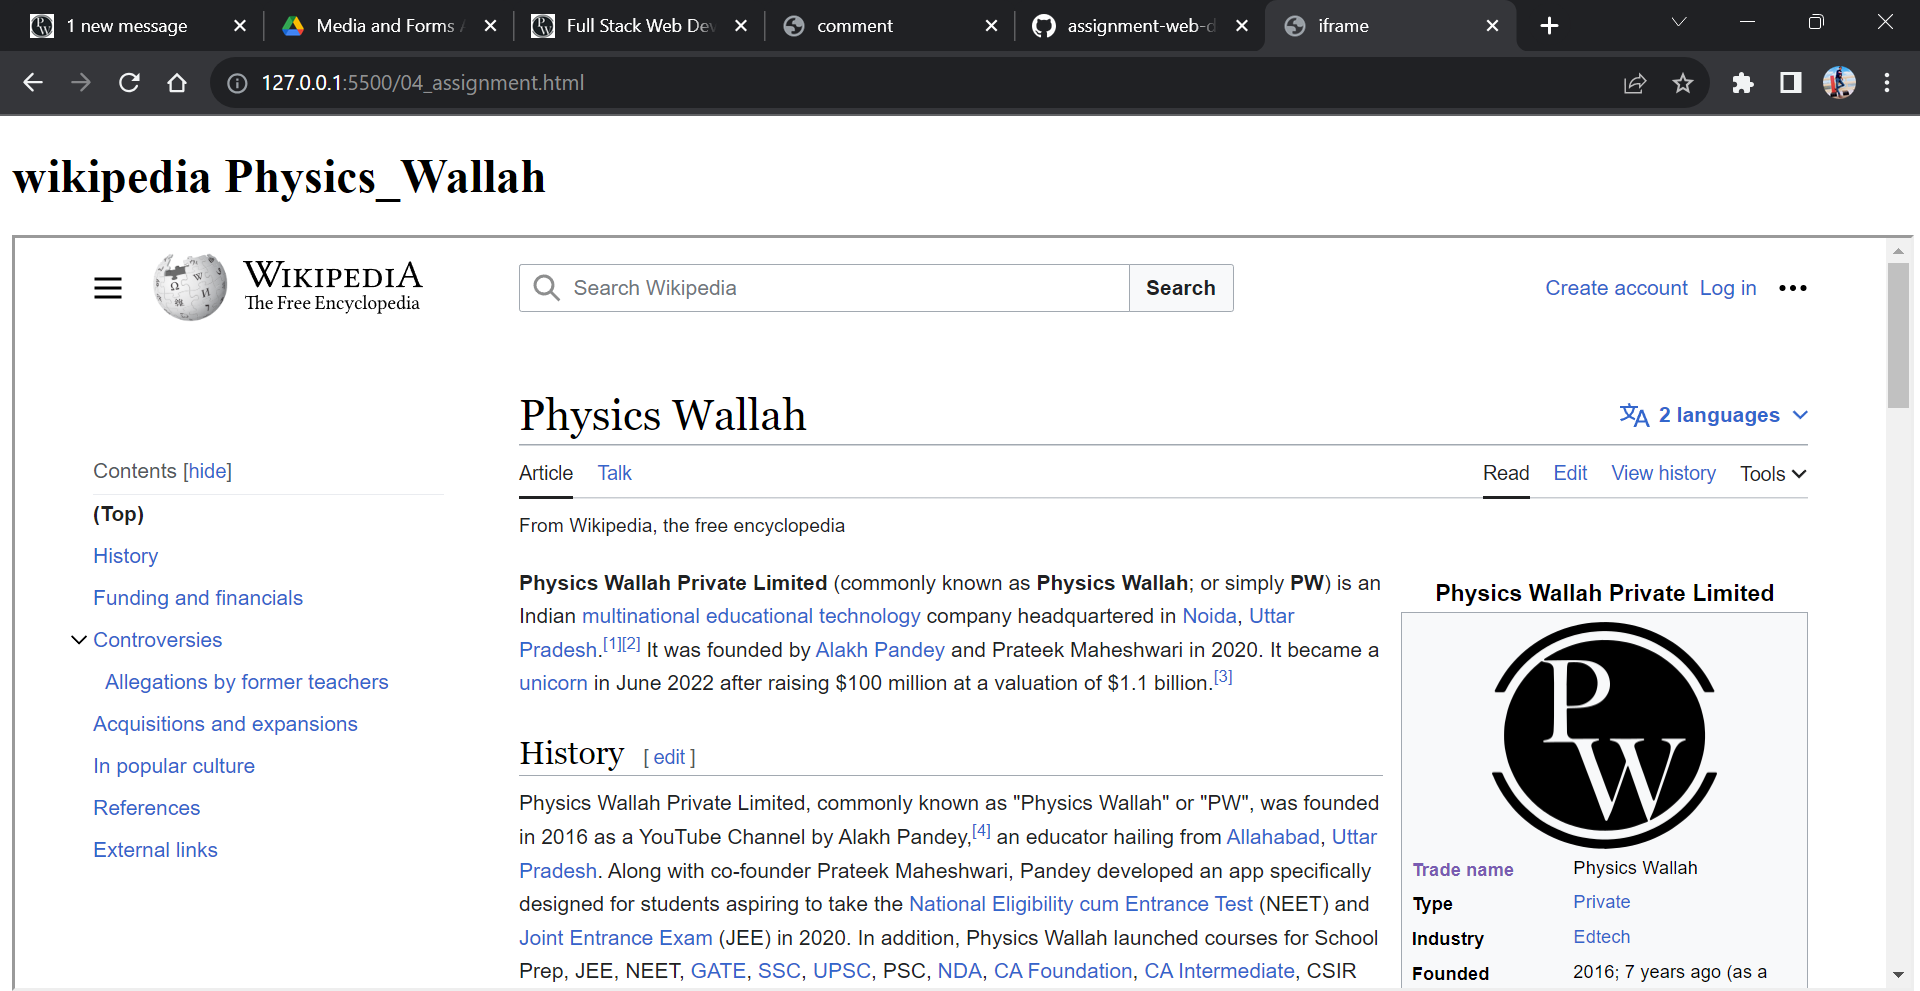 1 new message
Media and Forms
Full Stack Web Dev
comment
assignment-web-d
iframe
127.0.0.1:5500/04_assignment.html
wikipedia Physics_Wallah
WIKIPEDIA
The Free Encyclopedia
Search Wikipedia
Search
Create account Log in
Physics Wallah
2 languages
Contents [hide]
(Top)
History
Funding and financials
Controversies
Allegations by former teachers
Acquisitions and expansions
In popular culture
References
External links
Article Talk
Read Edit View history Tools
From Wikipedia, the free encyclopedia
Physics Wallah Private Limited (commonly known as Physics Wallah; or simply PW) is an
Indian multinational educational technology company headquartered in Noida, Uttar
Pradesh.[1][2] It was founded by Alakh Pandey and Prateek Maheshwari in 2020. It became a
unicorn in June 2022 after raising $100 million at a valuation of $1.1 billion.[3]
History [ edit ]
Physics Wallah Private Limited, commonly known as "Physics Wallah" or "PW", was founded
in 2016 as a YouTube Channel by Alakh Pandey,[4] an educator hailing from Allahabad, Uttar
Pradesh. Along with co-founder Prateek Maheshwari, Pandey developed an app specifically
designed for students aspiring to take the National Eligibility cum Entrance Test (NEET) and
Joint Entrance Exam (JEE) in 2020. In addition, Physics Wallah launched courses for School
Prep, JEE, NEET, GATE, SSC, UPSC, PSC, NDA, CA Foundation, CA Intermediate, CSIR
Physics Wallah Private Limited
P
W
Trade name Physics Wallah
Type Private
Industry Edtech
Founded 2016; 7 years ago (as a